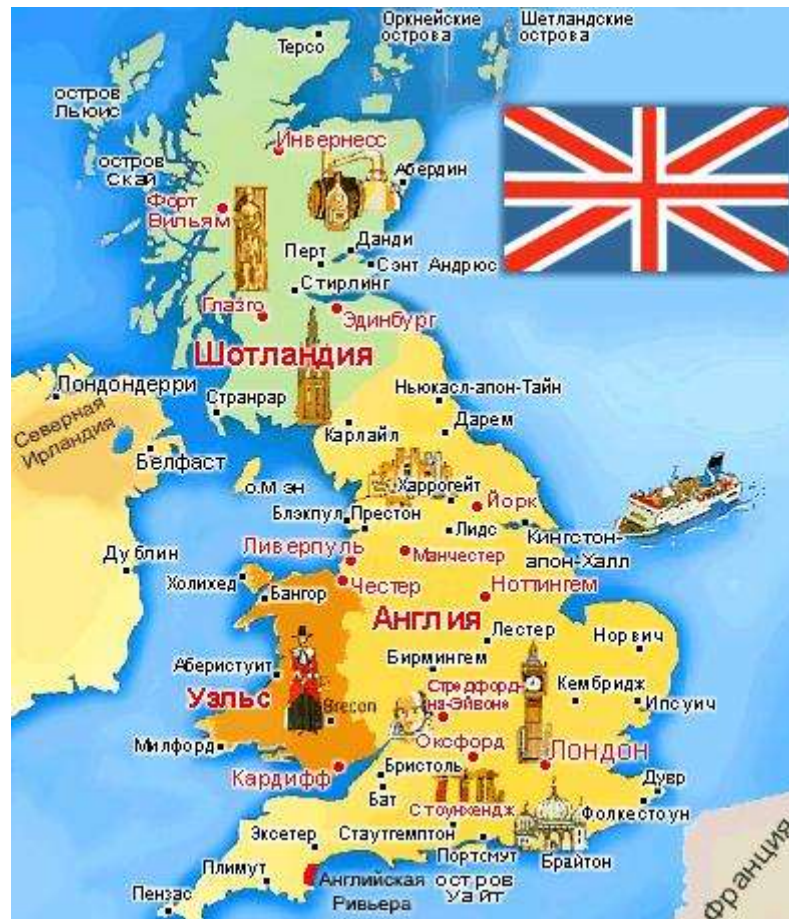 Оркнейские
острова
Шетландские
острова
Терсо
остров
Льюис
Инвернесс
остров
Скай
Абердин
Форт
Вильям
Данди
Перт
Сэнт Андрюс
Стирлинг
Глазго
Эдинбург
Шотландия
Лондондерри
Ньюкасл-апон-Тайн
Странрар
Северная
Ирландия
Дарем
Карлайл
Белфаст
о.Мэн
Харрогейт
Йорк
Блэкпул
Престон
Лидс
Кингстон-
апон-Халл
Ливерпуль
Манчестер
Дублин
Холихед
Честер
Ноттингем
Бангор
Англия
Лестер
Норвич
Аберистуит
Бирмингем
Уэльс
Стредфорд-
на-Эйвоне
Кембридж
Ипсуич
Brecon
Милфорд
Оксфорд
Лондон
Кардифф
Бристоль
Дувр
Бат
Стоунхендж
Фолкестоун
Эксетер
Стаутгемптон
Портсмут
Брайтон
Плимут
Английская
Ривьера
остров
Уайт
Пензас
Франция